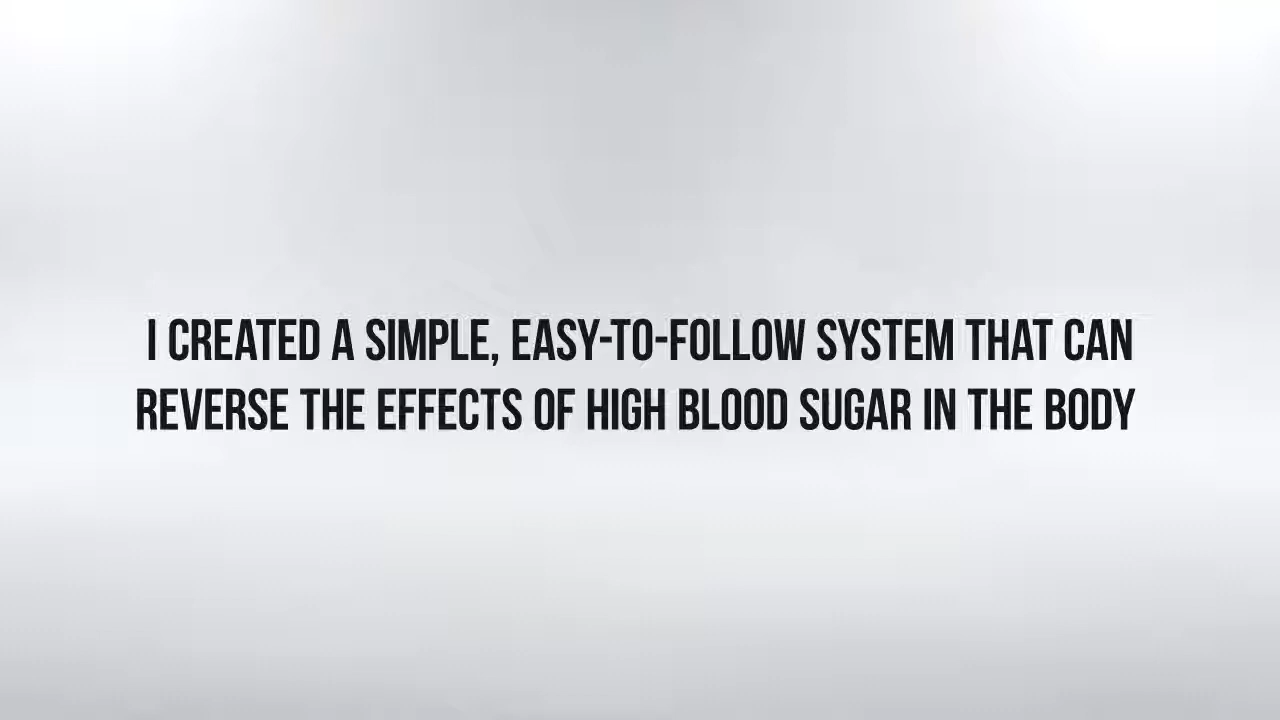 I CREATED A SIMPLE, EASY-TO-FOLLOW SYSTEM THAT CAN
REVERSE THE EFFECTS OF HIGH BLOOD SUGAR IN THE BODY